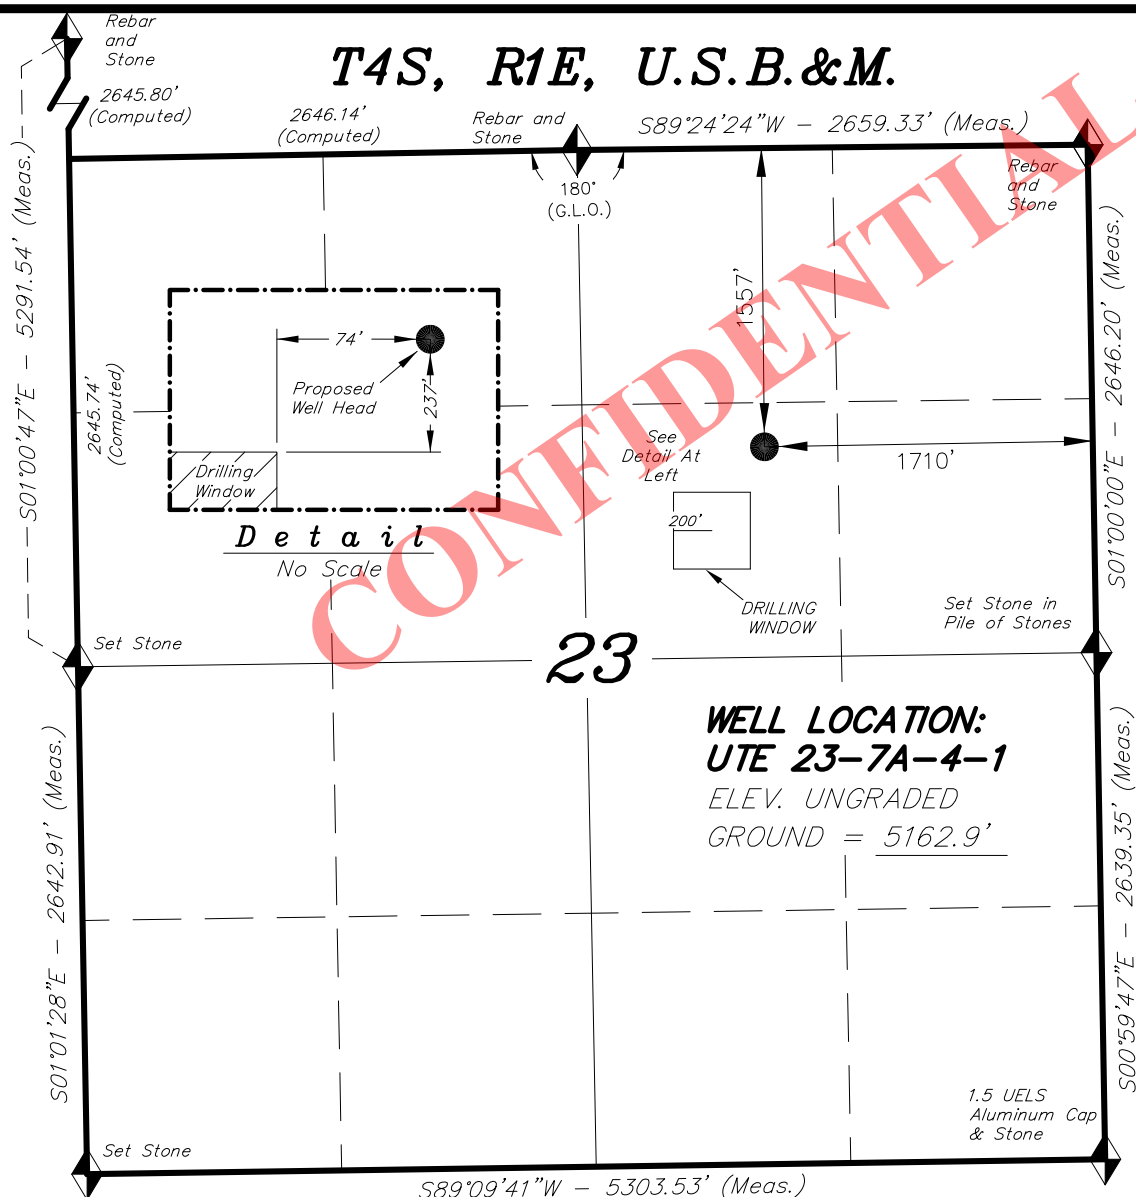 Rebar
and
Stone
T4S, R1E, U.S.B.&M.
2645.80'
(Computed)
2646.14'
(Computed)
Rebar and
Stone
S89°24'24"W - 2659.33' (Meas.)
180°
(G.L.O.)
Rebar
and
Stone
S01°00'47"E - 5291.54' (Meas.)
2645.74'
(Computed)
74'
237'
Proposed
Well Head
Drilling
Window
Detail
No Scale
1557'
1710'
See
Detail At
Left
200'
DRILLING
WINDOW
S01°00'00"E - 2646.20' (Meas.)
Set Stone in
Pile of Stones
Set Stone
23
CONFIDENTIAL
WELL LOCATION:
UTE 23-7A-4-1
ELEV. UNGRADED
GROUND = 5162.9'
S01°01'28"E - 2642.91' (Meas.)
S00°59'47"E - 2639.35' (Meas.)
1.5 UELS
Aluminum Cap
& Stone
Set Stone
S89°09'41"W - 5303.53' (Meas.)